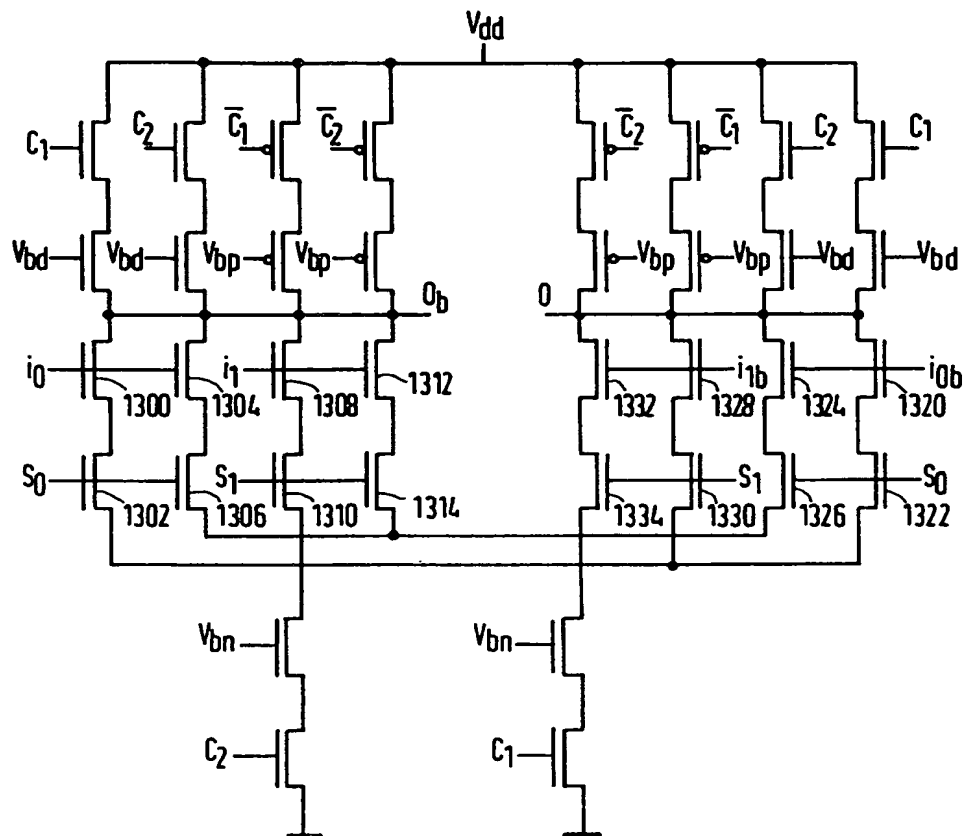 Vdd
C1 C2 C̅1 C̅2 C̅2 C̅1 C2 C1
Vbd Vbd Vbp Vbp Vbp Vbp Vbd Vbd
Ob O
i0 i1 i1b i0b
1300 1304 1308 1312 1332 1328 1324 1320
S0 S1 S1 S0
1302 1306 1310 1314 1334 1330 1326 1322
Vbn Vbn
C2 C1